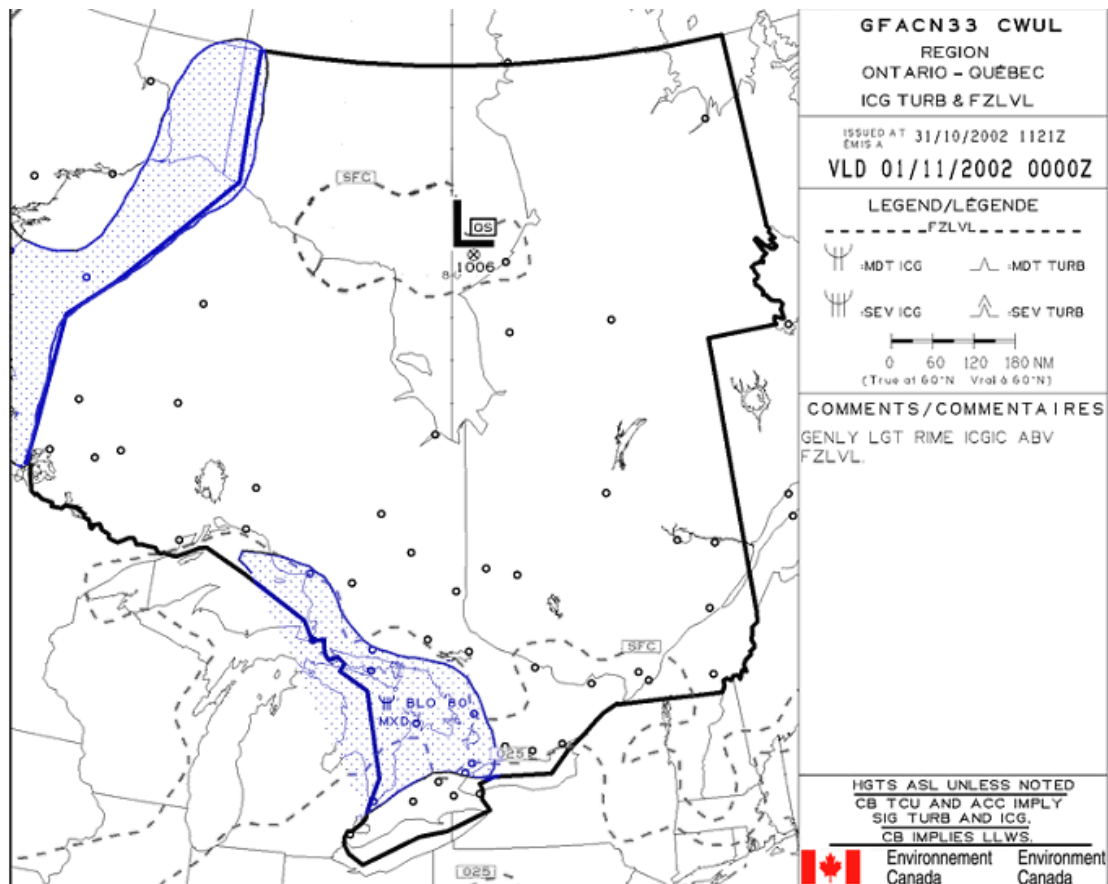 GFACN33 CWUL
REGION
ONTARIO – QUÉBEC
ICG TURB & FZLVL
ISSUED AT
ÉMIS A
31/10/2002 1121Z
VLD 01/11/2002 0000Z
LEGEND/LÉGENDE
FZLVL
:MDT ICG
:MDT TURB
:SEV ICG
:SEV TURB
0 60 120 180 NM
(True at 60°N Vrai à 60°N)
COMMENTS/COMMENTAIRES
GENLY LGT RIME ICGIC ABV
FZLVL.
HGTS ASL UNLESS NOTED
CB TCU AND ACC IMPLY
SIG TURB AND ICG.
CB IMPLIES LLWS.
Environnement
Canada
Environment
Canada
SFC
L
QS
1006
SFC
BLO 80
MXD
025
025